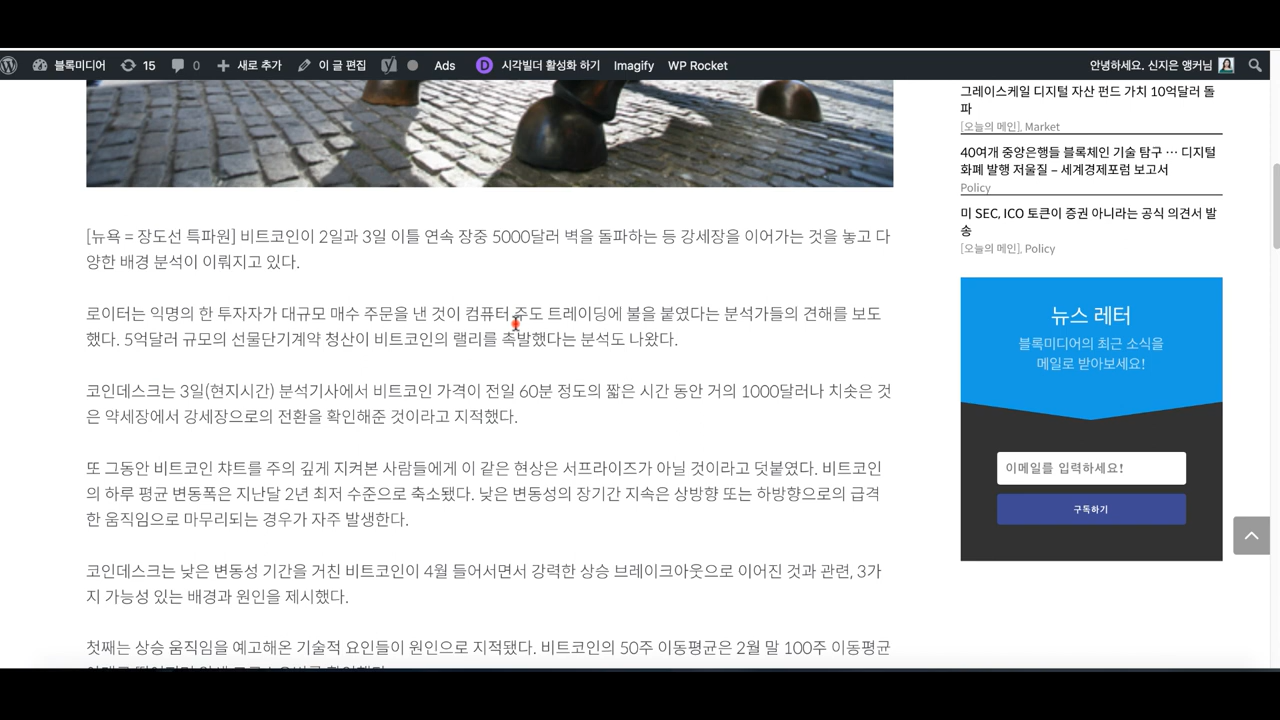 블록미디어 15 0 새로 추가 이 글 편집 Ads D 시각빌더 활성화 하기 Imagify WP Rocket 안녕하세요. 신지은 앵커님
[뉴욕 = 장도선 특파원] 비트코인이 2일과 3일 이틀 연속 장중 5000달러 벽을 돌파하는 등 강세장을 이어가는 것을 놓고 다
양한 배경 분석이 이뤄지고 있다.
로이터는 익명의 한 투자자가 대규모 매수 주문을 낸 것이 컴퓨터 주도 트레이딩에 불을 붙였다는 분석가들의 견해를 보도
했다. 5억달러 규모의 선물단기계약 청산이 비트코인의 랠리를 촉발했다는 분석도 나왔다.
코인데스크는 3일(현지시간) 분석기사에서 비트코인 가격이 전일 60분 정도의 짧은 시간 동안 거의 1000달러나 치솟은 것
은 약세장에서 강세장으로의 전환을 확인해준 것이라고 지적했다.
또 그동안 비트코인 챠트를 주의 깊게 지켜본 사람들에게 이 같은 현상은 서프라이즈가 아닐 것이라고 덧붙였다. 비트코인
의 하루 평균 변동폭은 지난달 2년 최저 수준으로 축소됐다. 낮은 변동성의 장기간 지속은 상방향 또는 하방향으로의 급격
한 움직임으로 마무리되는 경우가 자주 발생한다.
코인데스크는 낮은 변동성 기간을 거친 비트코인이 4월 들어서면서 강력한 상승 브레이크아웃으로 이어진 것과 관련, 3가
지 가능성 있는 배경과 원인을 제시했다.
첫째는 상승 움직임을 예고해온 기술적 요인들이 원인으로 지적됐다. 비트코인의 50주 이동평균은 2월 말 100주 이동평균
그레이스케일 디지털 자산 펀드 가치 10억달러 돌
파
[오늘의 메인], Market
40여개 중앙은행들 블록체인 기술 탐구 … 디지털
화폐 발행 저울질 – 세계경제포럼 보고서
Policy
미 SEC, ICO 토큰이 증권 아니라는 공식 의견서 발
송
[오늘의 메인], Policy
뉴스 레터
블록미디어의 최근 소식을
메일로 받아보세요!
이메일를 입력하세요!
구독하기